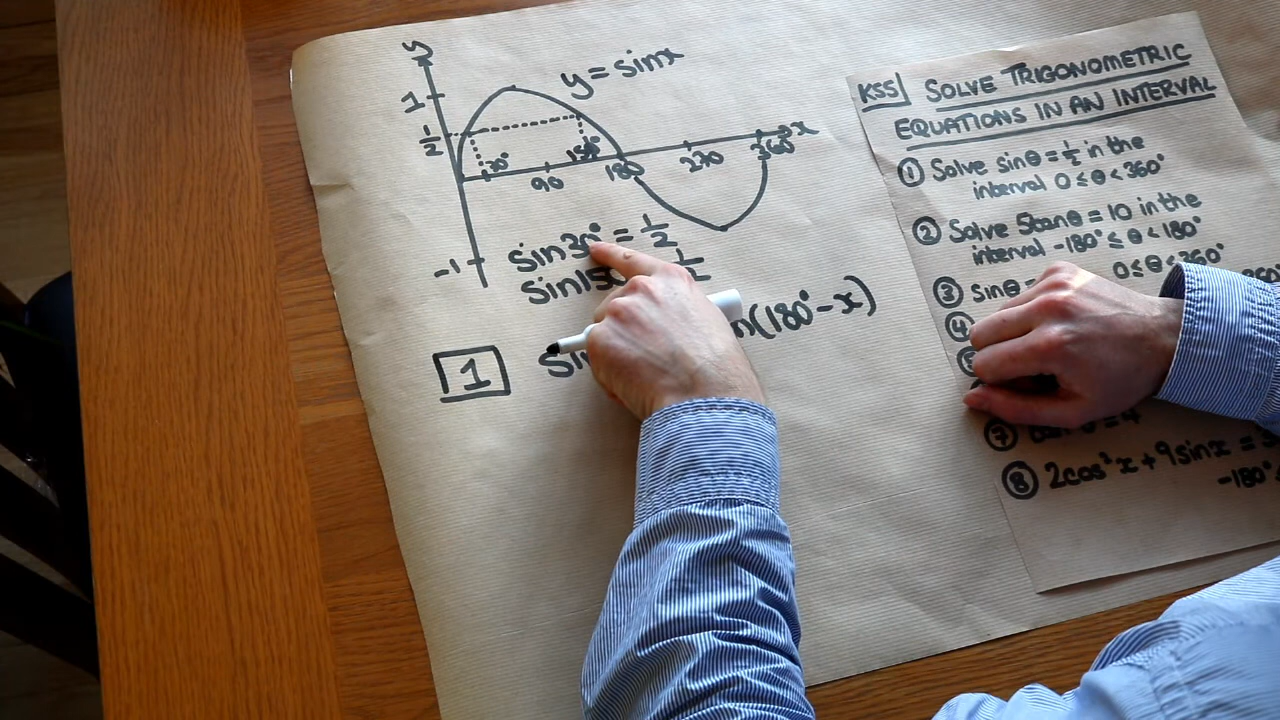 y
1
1/2
-1
y = sinx
30°
90
150°
180
270
360°
x
sin30° = 1/2
sin150
1
n(180°-x)
KS5
SOLVE TRIGONOMETRIC
EQUATIONS IN AN INTERVAL
① Solve sinθ = 1/2 in the
interval 0 ≤ θ < 360°
② Solve 5tanθ = 10 in the
interval -180° ≤ θ < 180°
③ sinθ = 0 ≤ θ < 360°
④
⑦
⑧ 2cos²x + 9sinx =
-180°